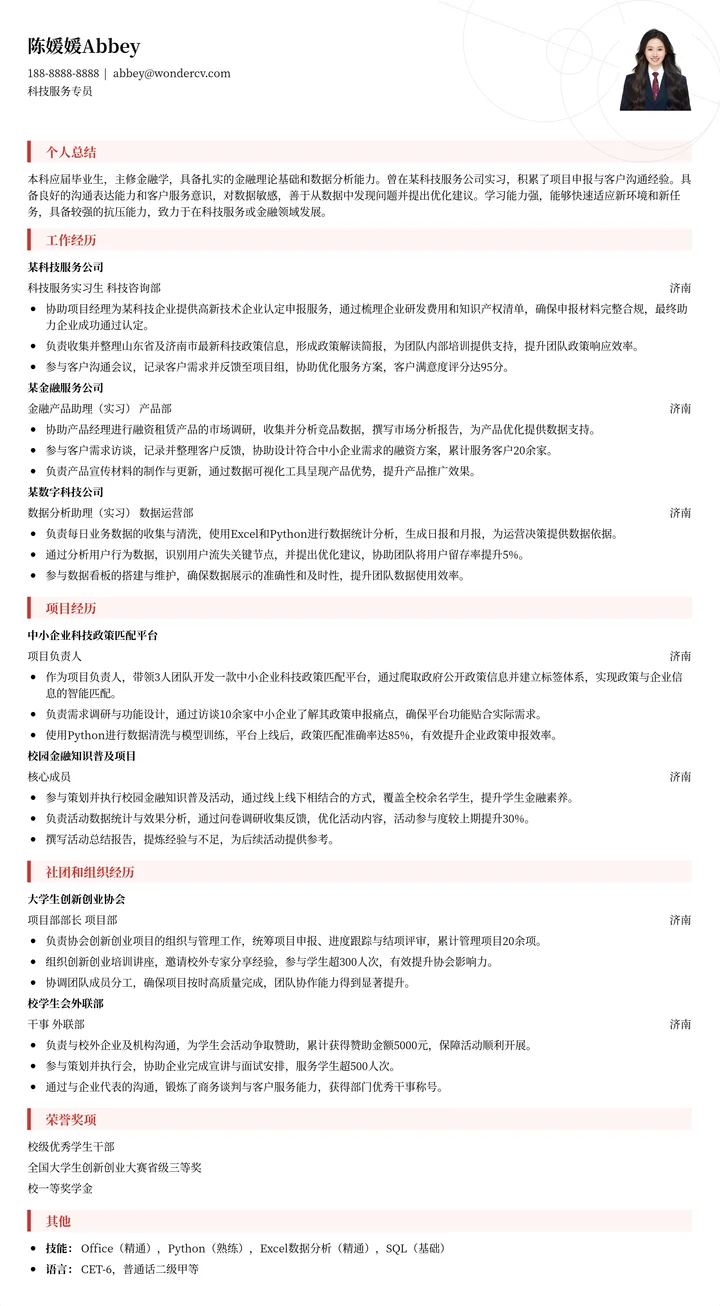 陈媛媛Abbey
188-8888-8888 | abbey@wondercv.com
科技服务专员
个人总结
本科应届毕业生，主修金融学，具备扎实的金融理论基础和数据分析能力。曾在某科技服务公司实习，积累了项目申报与客户沟通经验。具
备良好的沟通表达能力和客户服务意识，对数据敏感，善于从数据中发现问题并提出优化建议。学习能力强，能够快速适应新环境和新任
务，具备较强的抗压能力，致力于在科技服务或金融领域发展。
工作经历
某科技服务公司
科技服务实习生 科技咨询部 济南
• 协助项目经理为某科技企业提供高新技术企业认定申报服务，通过梳理企业研发费用和知识产权清单，确保申报材料完整合规，最终助
力企业成功通过认定。
• 负责收集并整理山东省及济南市最新科技政策信息，形成政策解读简报，为团队内部培训提供支持，提升团队政策响应效率。
• 参与客户沟通会议，记录客户需求并反馈至项目组，协助优化服务方案，客户满意度评分达95分。
某金融服务公司
金融产品助理（实习） 产品部 济南
• 协助产品经理进行融资租赁产品的市场调研，收集并分析竞品数据，撰写市场分析报告，为产品优化提供数据支持。
• 参与客户需求访谈，记录并整理客户反馈，协助设计符合中小企业需求的融资方案，累计服务客户20余家。
• 负责产品宣传材料的制作与更新，通过数据可视化工具呈现产品优势，提升产品推广效果。
某数字科技公司
数据分析助理（实习） 数据运营部 济南
• 负责每日业务数据的收集与清洗，使用Excel和Python进行数据统计分析，生成日报和月报，为运营决策提供数据依据。
• 通过分析用户行为数据，识别用户流失关键节点，并提出优化建议，协助团队将用户留存率提升5%。
• 参与数据看板的搭建与维护，确保数据展示的准确性和及时性，提升团队数据使用效率。
项目经历
中小企业科技政策匹配平台
项目负责人 济南
• 作为项目负责人，带领3人团队开发一款中小企业科技政策匹配平台，通过爬取政府公开政策信息并建立标签体系，实现政策与企业信
息的智能匹配。
• 负责需求调研与功能设计，通过访谈10余家中小企业了解其政策申报痛点，确保平台功能贴合实际需求。
• 使用Python进行数据清洗与模型训练，平台上线后，政策匹配准确率达85%，有效提升企业政策申报效率。
校园金融知识普及项目
核心成员 济南
• 参与策划并执行校园金融知识普及活动，通过线上线下相结合的方式，覆盖全校余名学生，提升学生金融素养。
• 负责活动数据统计与效果分析，通过问卷调研收集反馈，优化活动内容，活动参与度较上期提升30%。
• 撰写活动总结报告，提炼经验与不足，为后续活动提供参考。
社团和组织经历
大学生创新创业协会
项目部部长 项目部 济南
• 负责协会创新创业项目的组织与管理工作，统筹项目申报、进度跟踪与结项评审，累计管理项目20余项。
• 组织创新创业培训讲座，邀请校外专家分享经验，参与学生超300人次，有效提升协会影响力。
• 协调团队成员分工，确保项目按时高质量完成，团队协作能力得到显著提升。
校学生会外联部
干事 外联部 济南
• 负责与校外企业及机构沟通，为学生会活动争取赞助，累计获得赞助金额5000元，保障活动顺利开展。
• 参与策划并执行会，协助企业完成宣讲与面试安排，服务学生超500人次。
• 通过与企业代表的沟通，锻炼了商务谈判与客户服务能力，获得部门优秀干事称号。
荣誉奖项
校级优秀学生干部
全国大学生创新创业大赛省级三等奖
校一等奖学金
其他
• 技能： Office（精通），Python（熟练），Excel数据分析（精通），SQL（基础）
• 语言： CET-6，普通话二级甲等